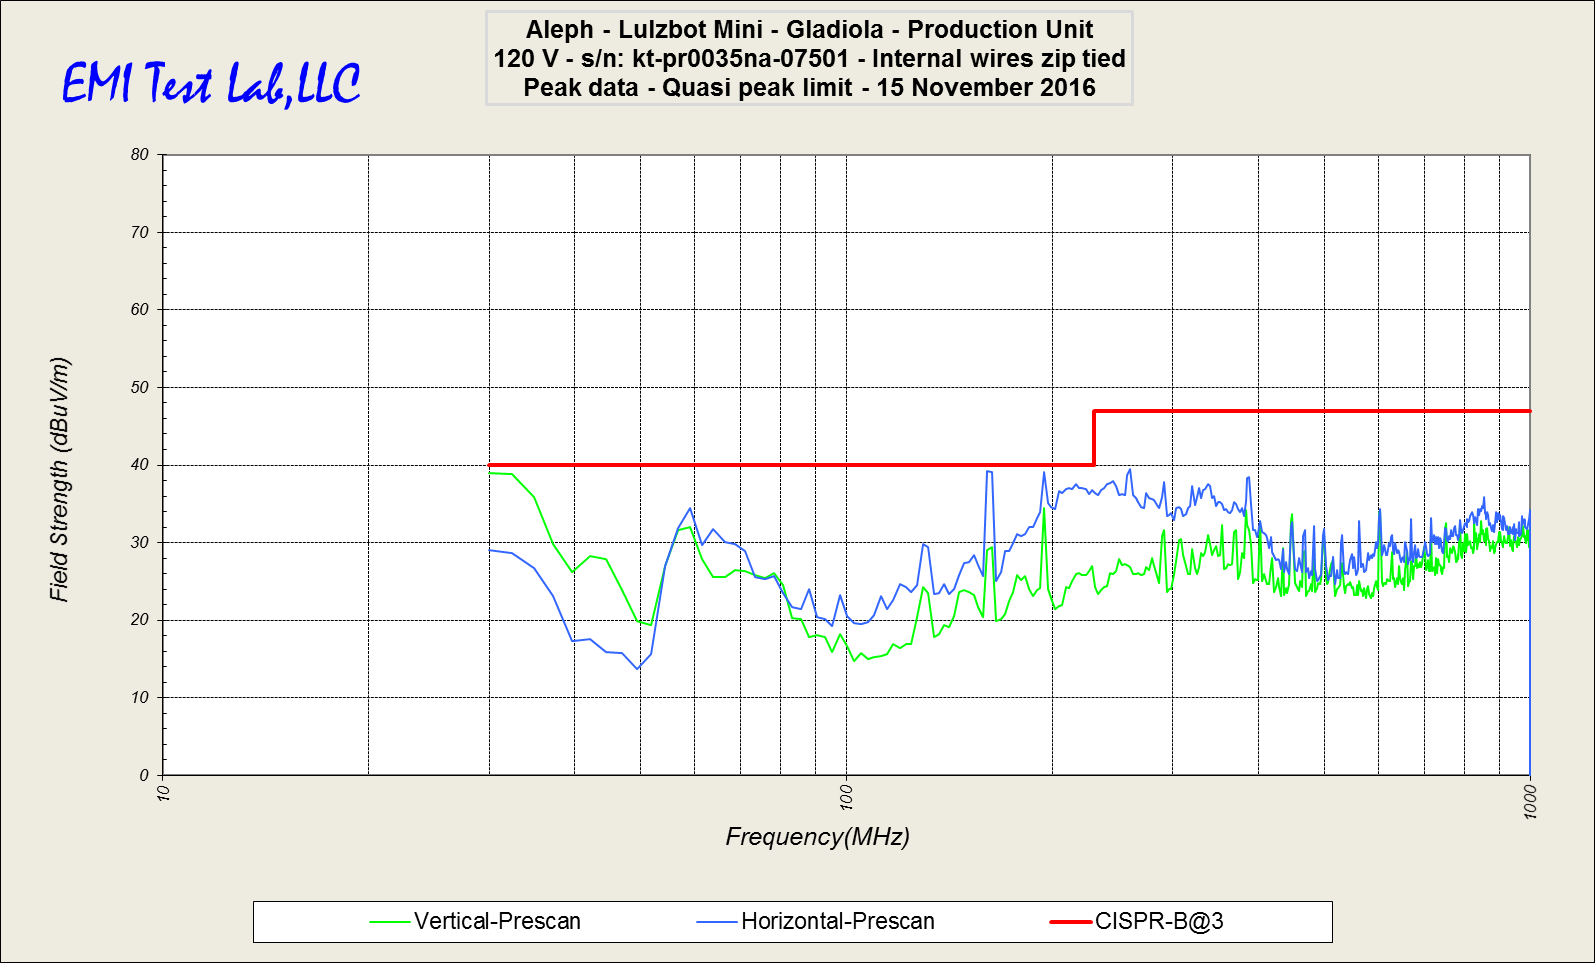 Aleph - Lulzbot Mini - Gladiola - Production Unit
120 V - s/n: kt-pr0035na-07501 - Internal wires zip tied
Peak data - Quasi peak limit - 15 November 2016
EMI Test Lab,LLC
80
70
60
50
40
30
20
10
0
Field Strength (dBuV/m)
10
100
1000
Frequency(MHz)
Vertical-Prescan
Horizontal-Prescan
CISPR-B@3